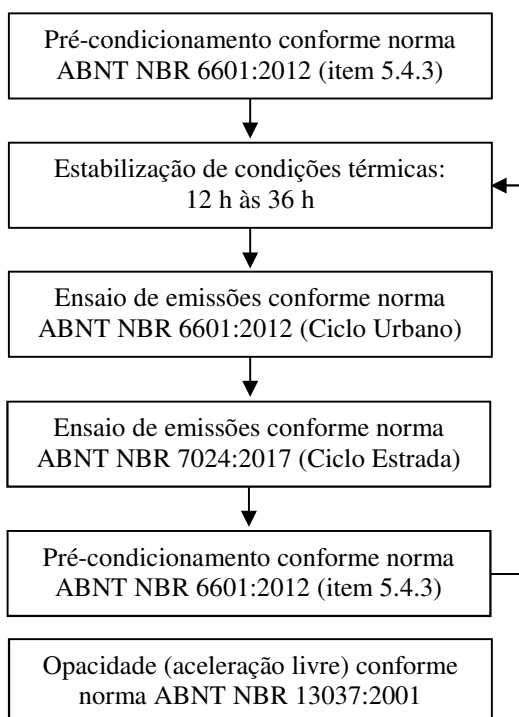 Pré-condicionamento conforme norma
ABNT NBR 6601:2012 (item 5.4.3)
Estabilização de condições térmicas:
12 h às 36 h
Ensaio de emissões conforme norma
ABNT NBR 6601:2012 (Ciclo Urbano)
Ensaio de emissões conforme norma
ABNT NBR 7024:2017 (Ciclo Estrada)
Pré-condicionamento conforme norma
ABNT NBR 6601:2012 (item 5.4.3)
Opacidade (aceleração livre) conforme
norma ABNT NBR 13037:2001